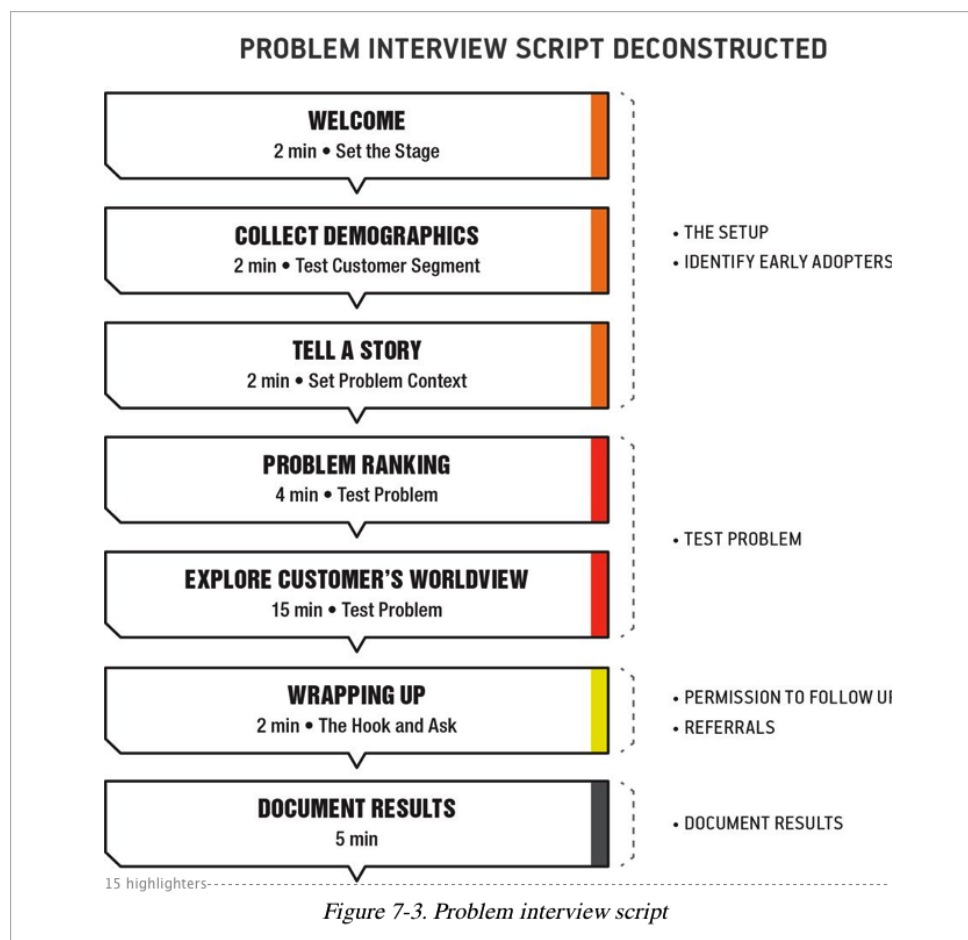 PROBLEM INTERVIEW SCRIPT DECONSTRUCTED
WELCOME
2 min • Set the Stage
COLLECT DEMOGRAPHICS
2 min • Test Customer Segment
TELL A STORY
2 min • Set Problem Context
• THE SETUP
• IDENTIFY EARLY ADOPTERS
PROBLEM RANKING
4 min • Test Problem
EXPLORE CUSTOMER'S WORLDVIEW
15 min • Test Problem
• TEST PROBLEM
WRAPPING UP
2 min • The Hook and Ask
• PERMISSION TO FOLLOW
• REFERRALS
DOCUMENT RESULTS
5 min
• DOCUMENT RESULTS
15 highlighters
Figure 7-3. Problem interview script